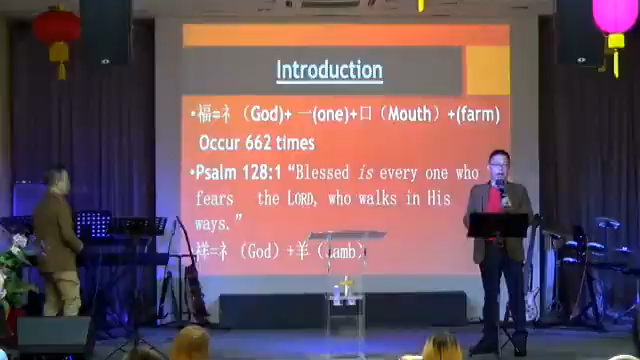 Introduction
•福=礻（God)+ 一(one)+口（Mouth）+(farm)
Occur 662 times
•Psalm 128:1 “Blessed is every one who
fears the LORD, who walks in His
ways.”
祥=礻（God）+羊（Lamb）